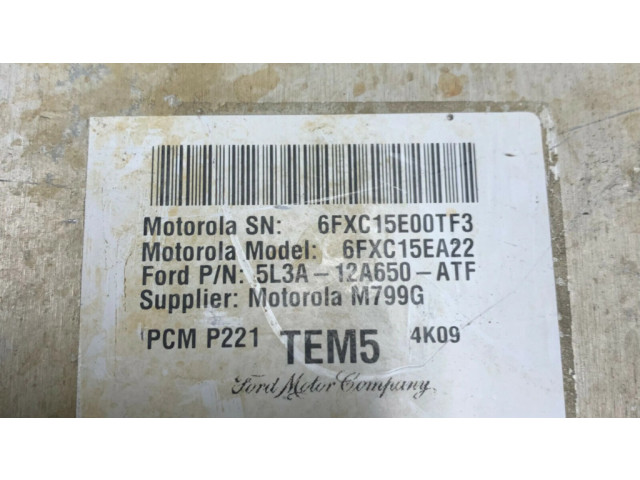 Motorola SN: 6FXC15E00TF3
Motorola Model: 6FXC15EA22
Ford P/N: 5L3A-12A650-ATF
Supplier: Motorola M799G
PCM P221 TEM5 4K09
Ford Motor Company